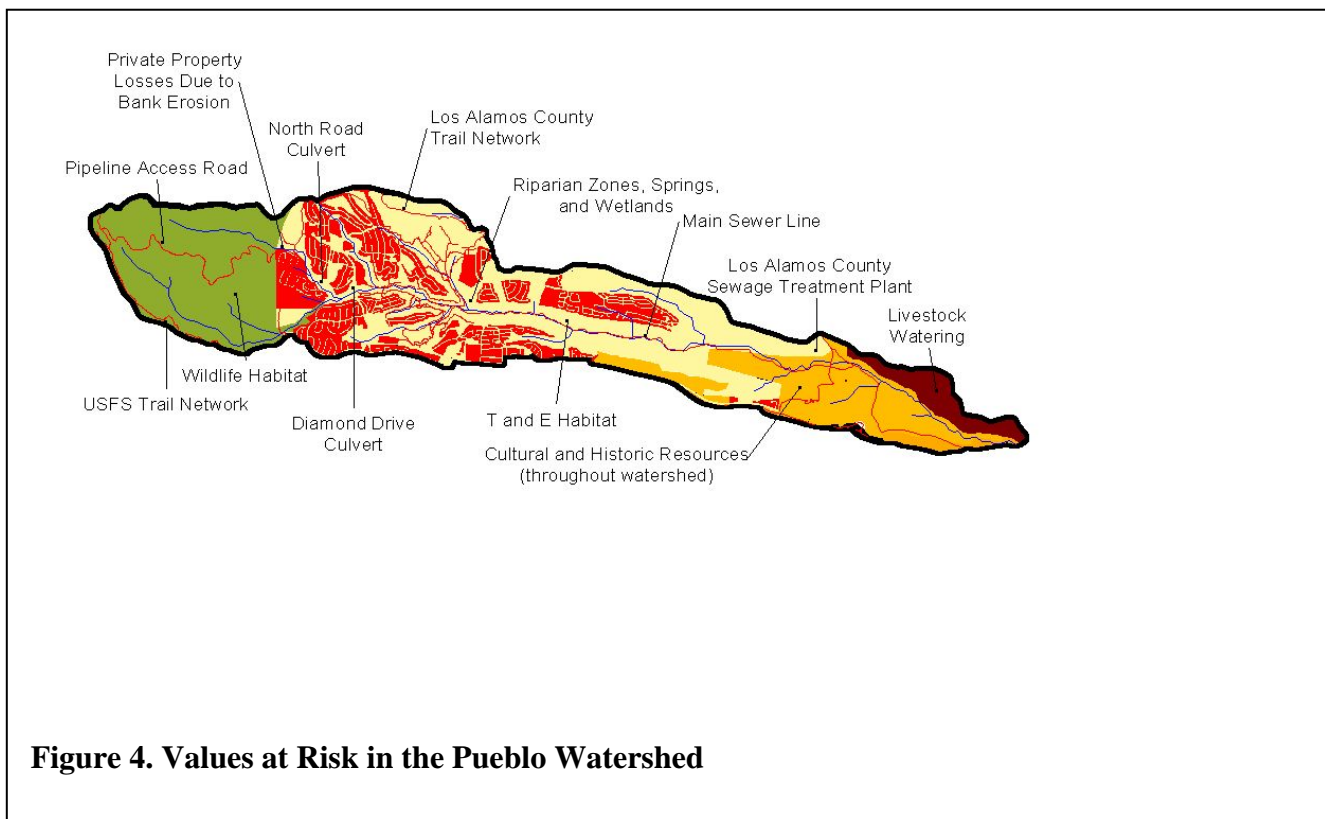 Private Property
Losses Due to
Bank Erosion
North Road
Culvert
Los Alamos County
Trail Network
Pipeline Access Road
Riparian Zones, Springs,
and Wetlands
Main Sewer Line
Los Alamos County
Sewage Treatment Plant
Livestock
Watering
Wildlife Habitat
USFS Trail Network
Diamond Drive
Culvert
T and E Habitat
Cultural and Historic Resources
(throughout watershed)
Figure 4. Values at Risk in the Pueblo Watershed